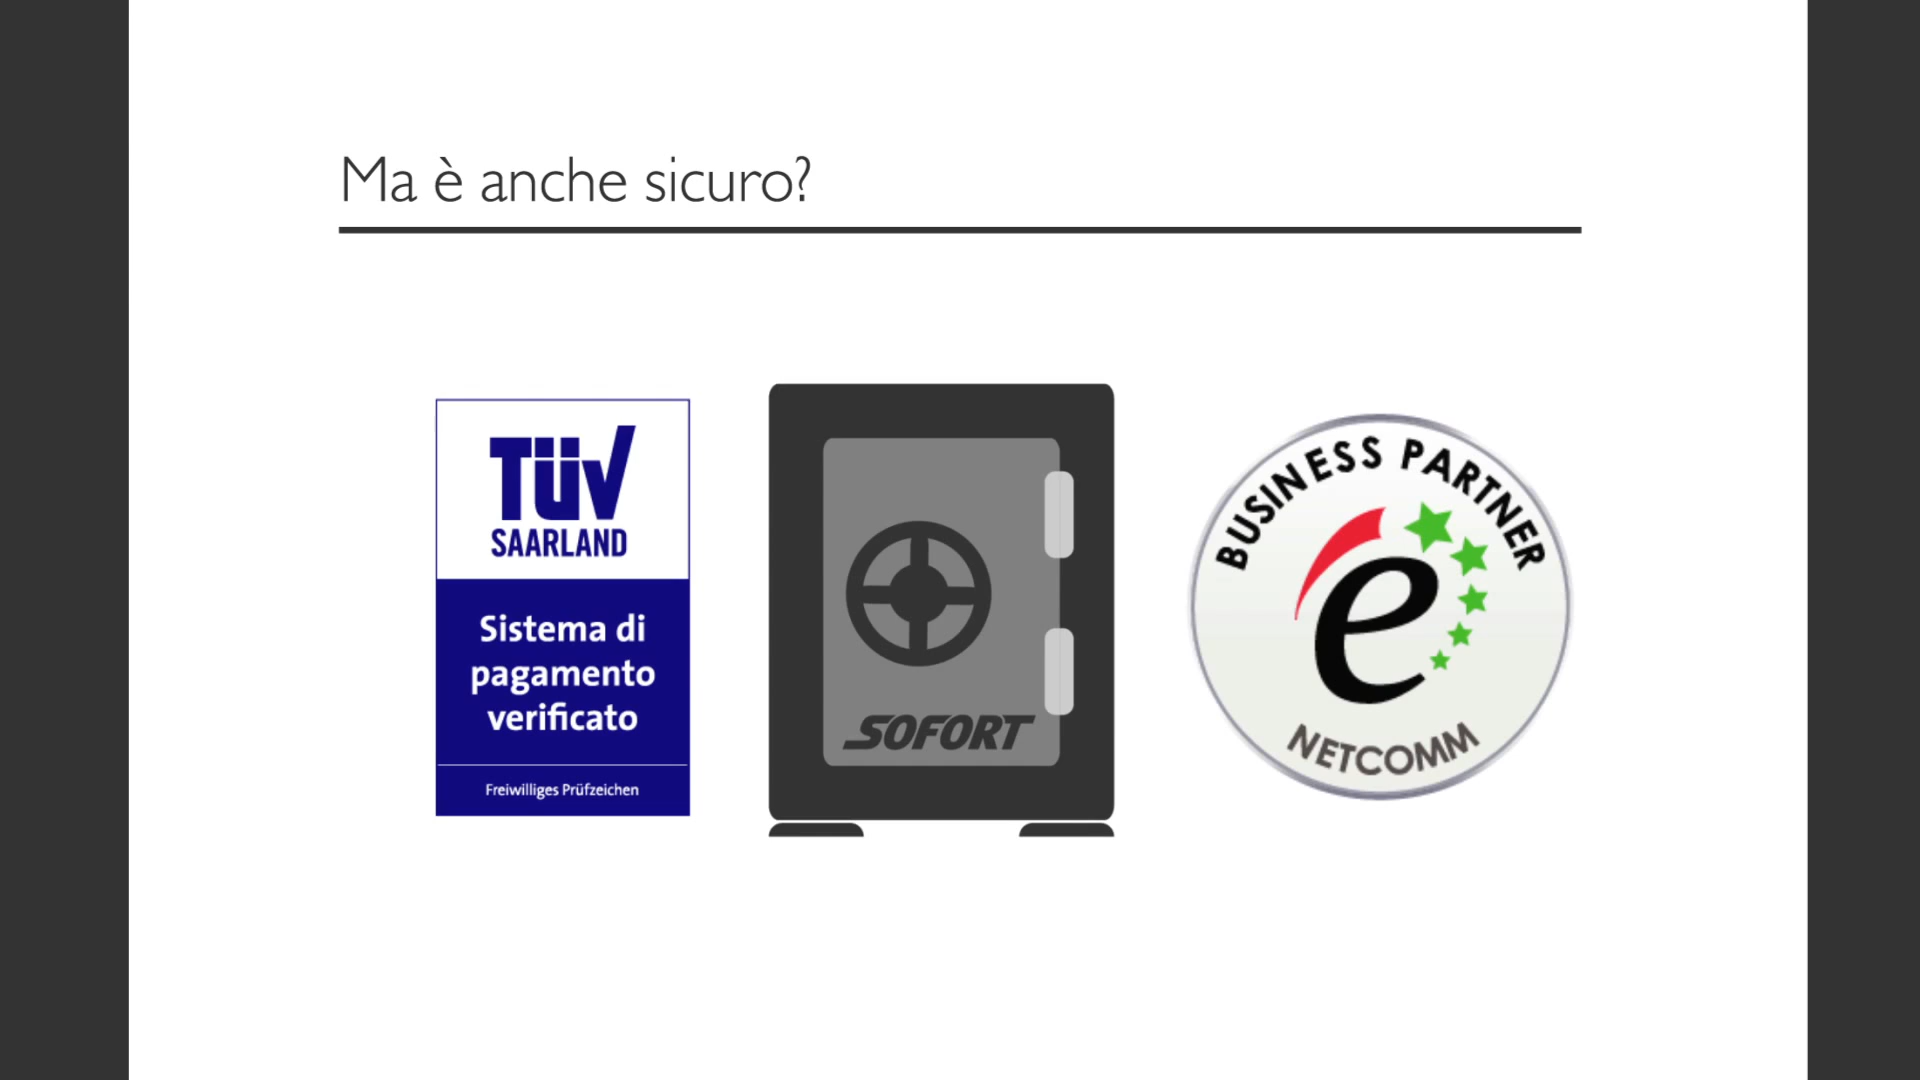 Ma è anche sicuro?
TÜV
SAARLAND
Sistema di
pagamento
verificato
Freiwilliges Prüfzeichen
SOFORT
BUSINESS PARTNER
e
NETCOMM